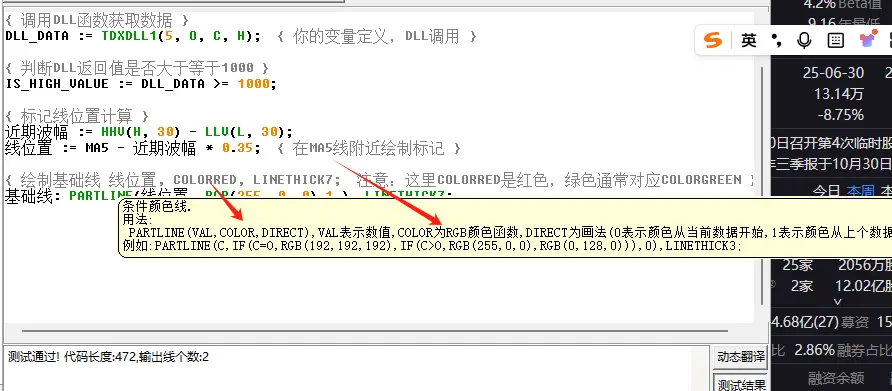 { 调用DLL函数获取数据 }
DLL_DATA := TDXDLL1(5, O, C, H); { 你的变量定义，DLL调用 }
{ 判断DLL返回值是否大于等于1000 }
IS_HIGH_VALUE := DLL_DATA >= 1000;
{ 标记线位置计算 }
近期波幅 := HHV(H, 30) - LLV(L, 30);
线位置 := MA5 - 近期波幅 * 0.35; { 在MA5线附近绘制标记 }
{ 绘制基础线 线位置, COLORRED, LINETHICK7; 注意：这里COLORRED是红色，绿色通常对应COLORGREEN }
基础线: PARTLINE(线位置, RGB(255, 0, 0),1 ), LINETHICK7;
条件颜色线.
用法:
PARTLINE(VAL,COLOR,DIRECT),VAL表示数值,COLOR为RGB颜色函数,DIRECT为画法(0表示颜色从当前数据开始,1表示颜色从上个数据
例如:PARTLINE(C,IF(C=O,RGB(192,192,192),IF(C>O,RGB(255,0,0),RGB(0,128,0))),0),LINETHICK3;
测试通过! 代码长度:472,输出线个数:2
动态翻译
测试结果
英
4.2% Beta值
9.16
25-06-30
13.14万
-8.75%
0日召开第4次临时股
年三季报于10月30日
今日 本周
25家 2056万
2家 12.02亿
4.68亿(27) 募资 15
比 2.86% 融券占比
融资余额